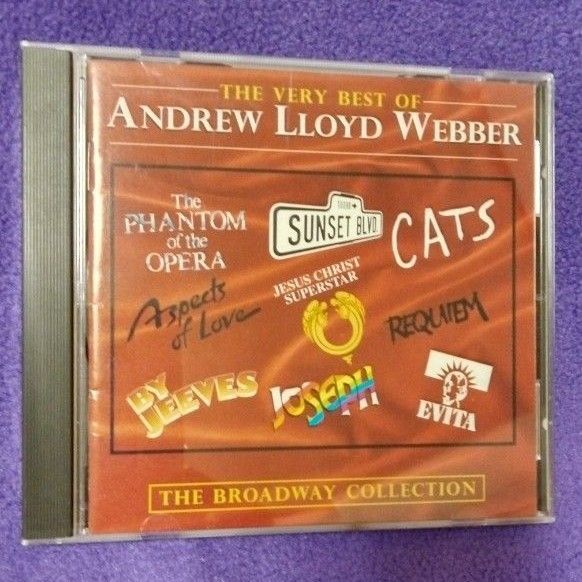 THE VERY BEST OF
ANDREW LLOYD WEBBER
The
PHANTOM
of the
OPERA
SUNSET BLVD.
CATS
Aspects
of Love
JESUS CHRIST
SUPERSTAR
REQUIEM
BY
JEEVES
JOSEPH
EVITA
THE BROADWAY COLLECTION